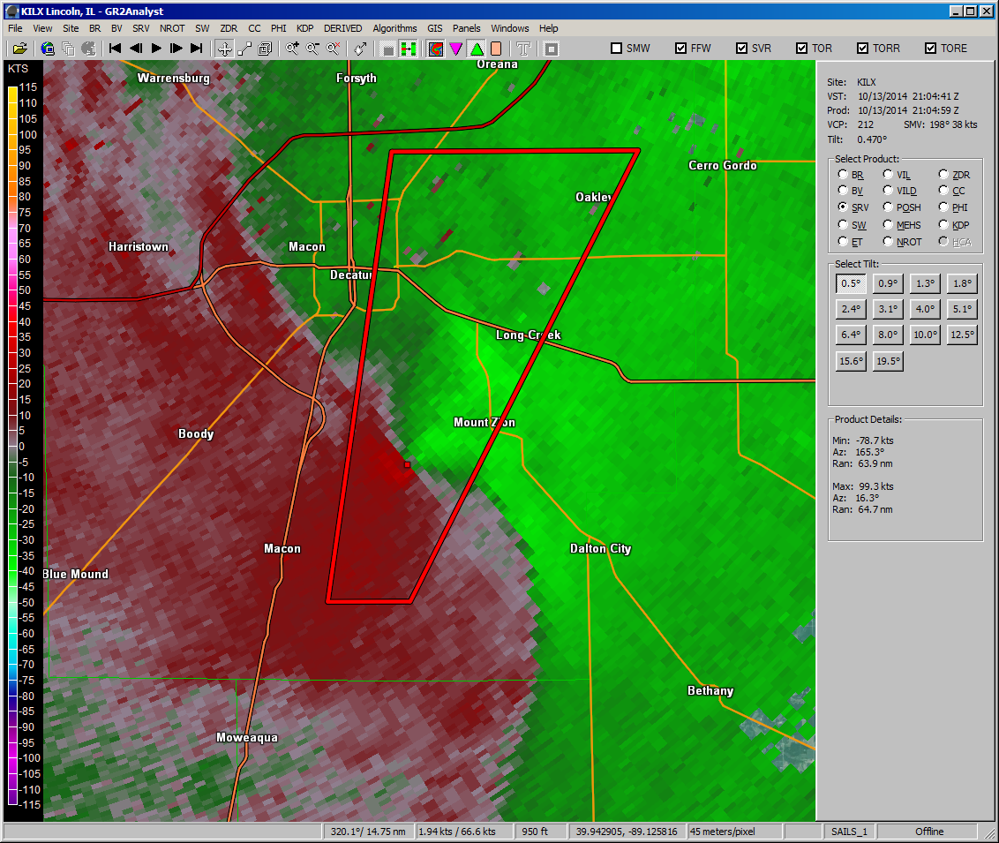 KILX Lincoln, IL - GR2Analyst
File View Site BR BV SRV NROT SW ZDR CC PHI KDP DERIVED Algorithms GIS Panels Windows Help
SMW FFW SVR TOR TORR TORE
KTS
115
110
105
100
95
90
85
80
75
70
65
60
55
50
45
40
35
30
25
20
15
10
5
0
-5
-10
-15
-20
-25
-30
-35
-40
-45
-50
-55
-60
-65
-70
-75
-80
-85
-90
-95
-100
-105
-110
-115
Oreana
Warrensburg
Forsyth
Cerro Gordo
Oakley
Harristown
Macon
Decatur
Long Creek
Mount Zion
Boody
Macon
Dalton City
Blue Mound
Bethany
Moweaqua
Site: KILX
VST: 10/13/2014 21:04:41 Z
Prod: 10/13/2014 21:04:59 Z
VCP: 212 SMV: 198° 38 kts
Tilt: 0.470°
Select Product:
BR VIL ZDR
BV VILD CC
SRV POSH PHI
SW MEHS KDP
ET NROT HCA
Select Tilt:
0.5° 0.9° 1.3° 1.8°
2.4° 3.1° 4.0° 5.1°
6.4° 8.0° 10.0° 12.5°
15.6° 19.5°
Product Details:
Min: -78.7 kts
Az: 165.3°
Ran: 63.9 nm
Max: 99.3 kts
Az: 16.3°
Ran: 64.7 nm
320.1°/ 14.75 nm 1.94 kts / 66.6 kts 950 ft 39.942905, -89.125816 45 meters/pixel SAILS_1 Offline